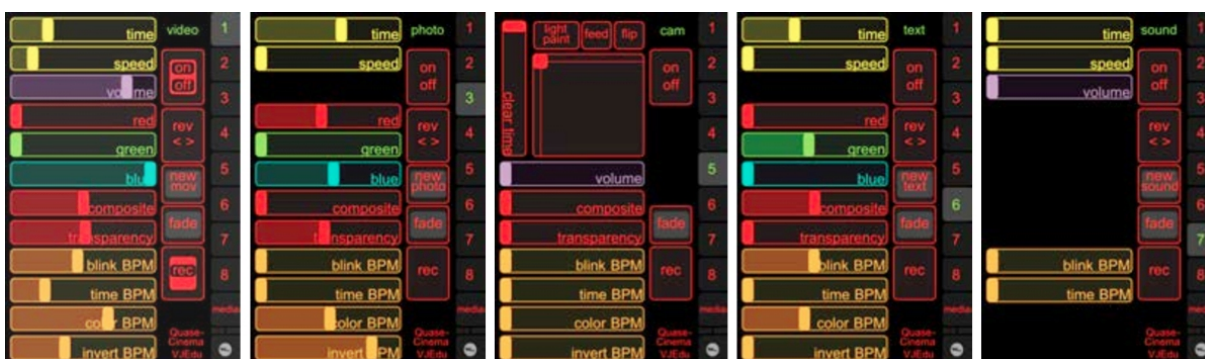 time video 1
speed 2
on
off
volume 3
red
rev
< > 4
green
blue 5
new
mov
composite 6
fade
transparency 7
blink BPM 8
rec
time BPM
media
color BPM
Quase-
Cinema
VJEdu
invert BPM
time photo 1
speed 2
on
off
3
red
rev
< > 4
green
blue 5
new
photo
composite 6
fade
transparency 7
blink BPM 8
rec
time BPM
media
color BPM
Quase-
Cinema
VJEdu
invert BPM
light
paint
feed flip cam 1
2
on
off
3
clear time
4
volume 5
composite 6
fade
transparency 7
blink BPM 8
rec
time BPM
media
color BPM
Quase-
Cinema
VJEdu
invert BPM
time text 1
speed 2
on
off
3
red
rev
< > 4
green
blue 5
new
text
composite 6
fade
transparency 7
blink BPM 8
rec
time BPM
media
color BPM
Quase-
Cinema
VJEdu
invert BPM
time sound 1
speed 2
on
off
volume 3
rev
< > 4
5
new
sound
6
fade
7
blink BPM 8
rec
time BPM
media
Quase-
Cinema
VJEdu